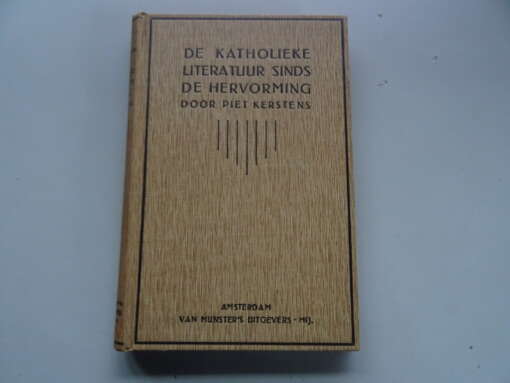 DE KATHOLIEKE
LITERATUUR SINDS
DE HERVORMING
DOOR PIET KERSTENS
AMSTERDAM
VAN MUNSTER'S UITGEVERS-MIJ.